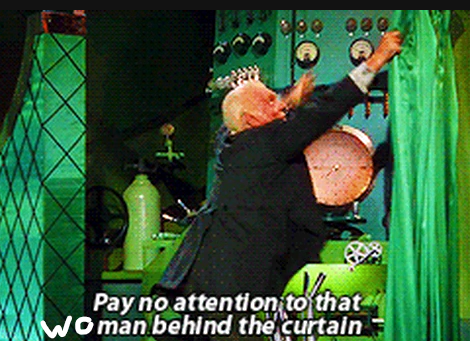 Pay no attention to that
woman behind the curtain